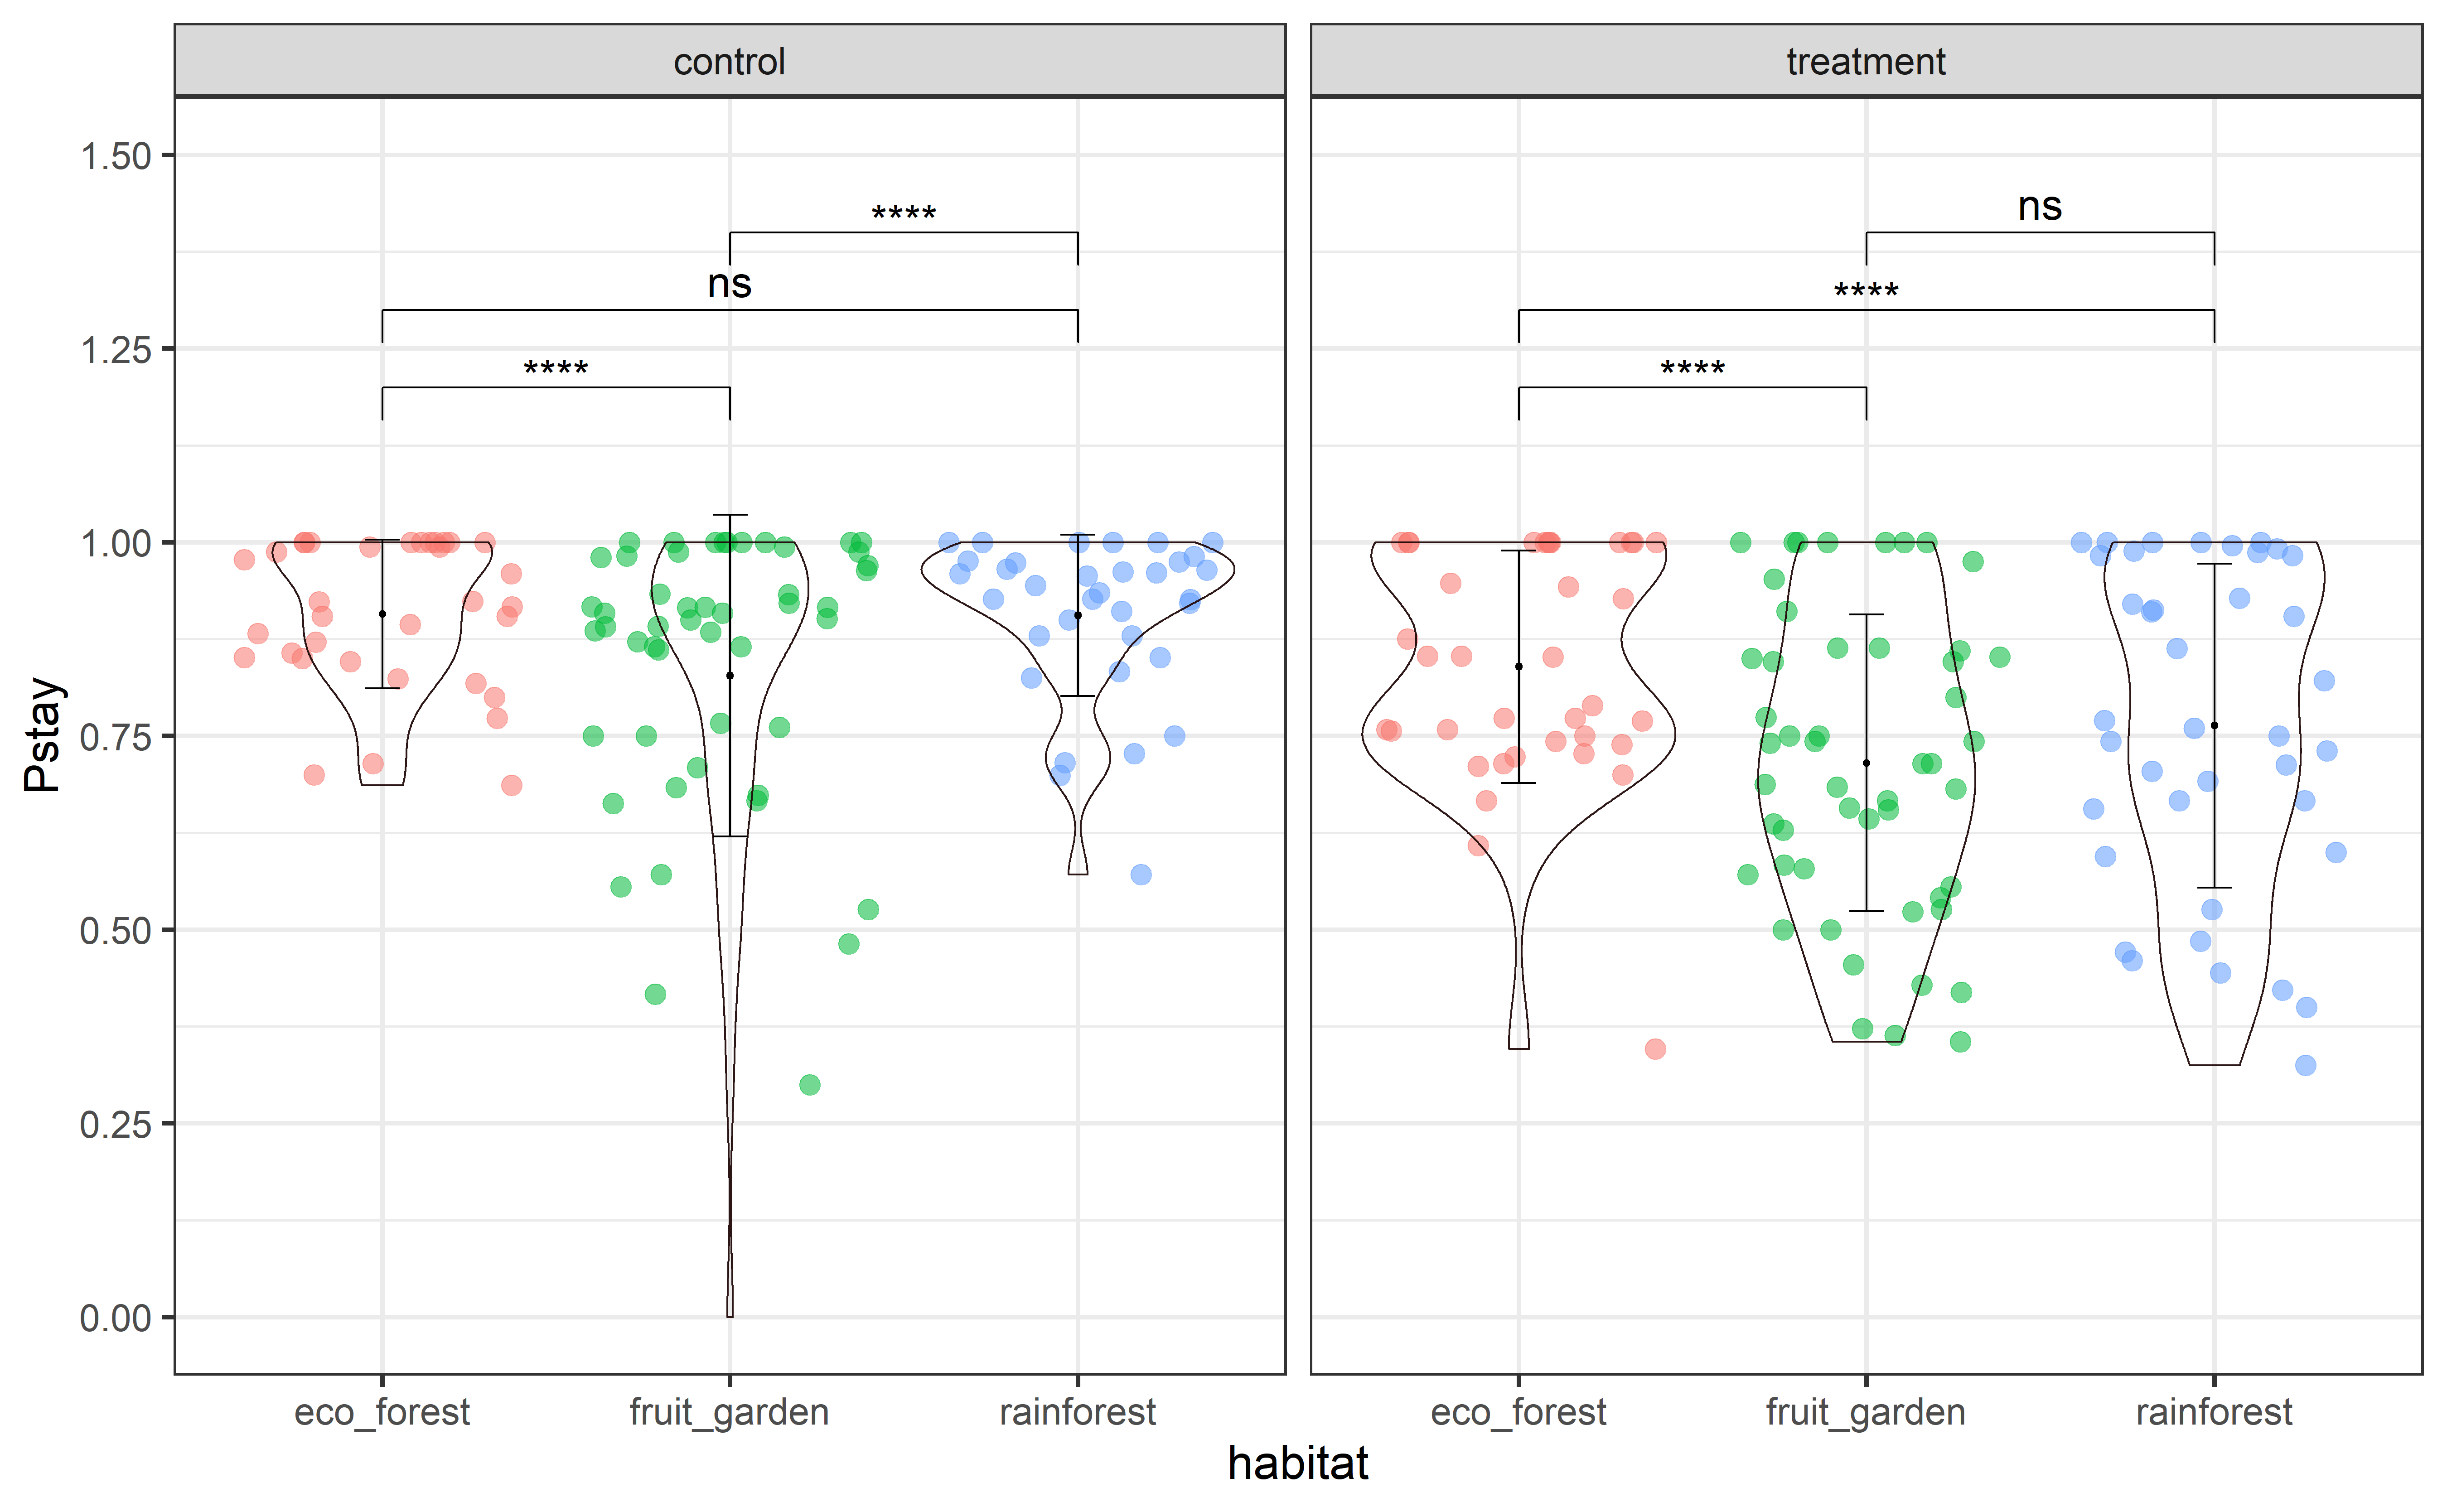 control
treatment
1.50
1.25
1.00
0.75
0.50
0.25
0.00
Pstay
****
ns
****
ns
****
****
eco_forest
fruit_garden
rainforest
eco_forest
fruit_garden
rainforest
habitat